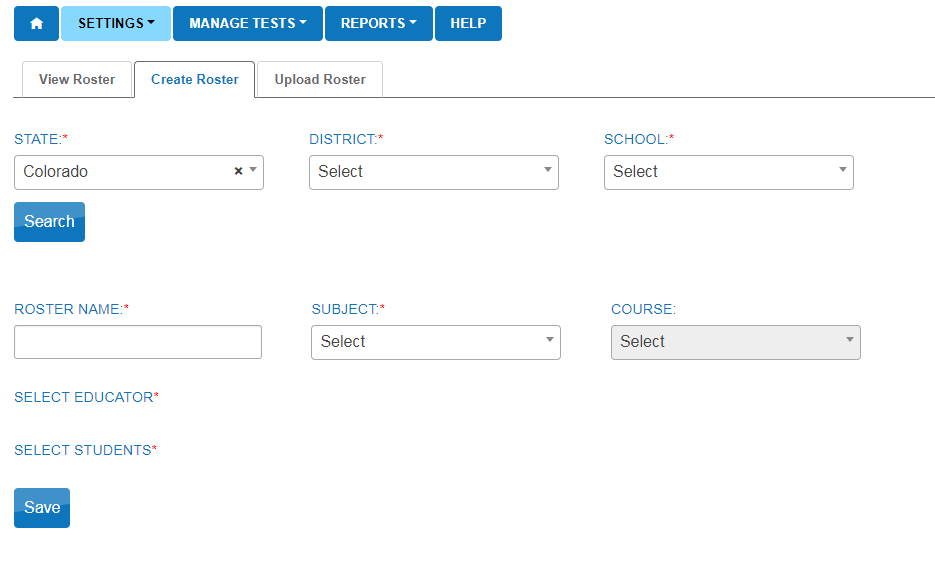 SETTINGS MANAGE TESTS REPORTS HELP
View Roster Create Roster Upload Roster
STATE:* DISTRICT:* SCHOOL:*
Colorado × Select Select
Search
ROSTER NAME:* SUBJECT:* COURSE:
Select Select
SELECT EDUCATOR*
SELECT STUDENTS*
Save